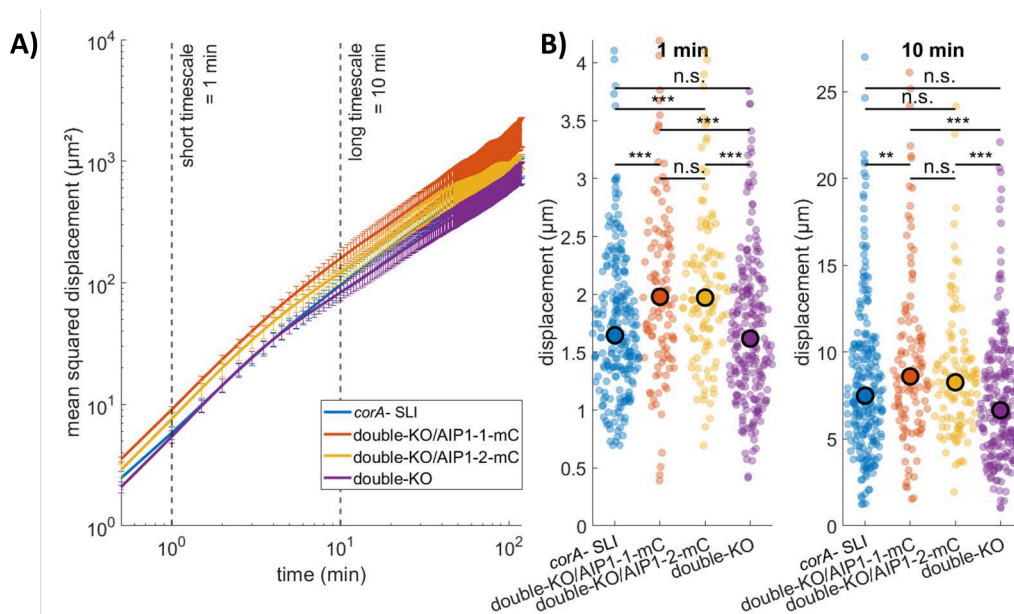 A)
10⁴
10³
10²
10¹
10⁰
mean squared displacement (µm²)
short timescale
= 1 min
long timescale
= 10 min
corA- SLI
double-KO/AIP1-1-mC
double-KO/AIP1-2-mC
double-KO
10⁰
10¹
10²
time (min)
B)
1 min
4
3.5
3
2.5
2
1.5
1
0.5
0
displacement (µm)
n.s.
***
***
***
n.s.
***
corA- SLI
double-KO/AIP1-1-mC
double-KO/AIP1-2-mC
double-KO
10 min
25
20
15
10
5
0
displacement (µm)
n.s.
n.s.
***
**
n.s.
***
corA- SLI
double-KO/AIP1-1-mC
double-KO/AIP1-2-mC
double-KO